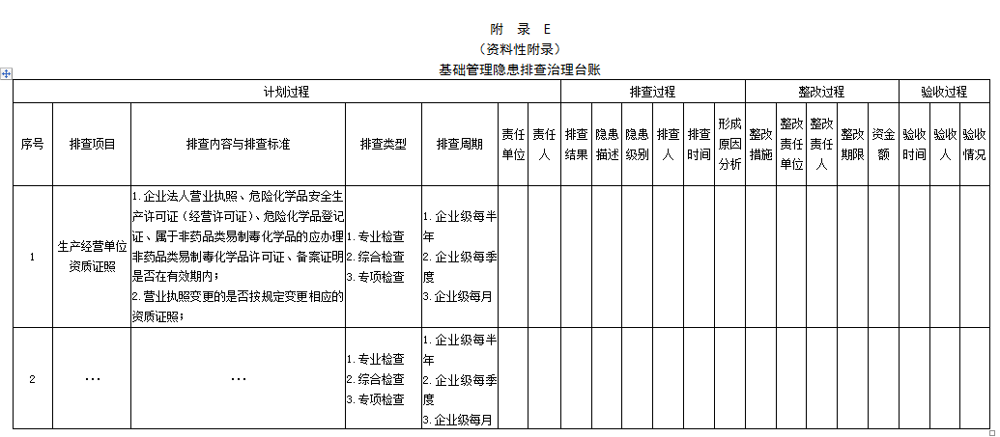 附 录 E
（资料性附录）
基础管理隐患排查治理台账
计划过程 排查过程 整改过程 验收过程
序号 排查项目 排查内容与排查标准 排查类型 排查周期 责任单位 责任人 排查结果 隐患描述 隐患级别 排查人 排查时间 形成原因分析 整改措施 整改责任单位 整改责任人 整改期限 资金额 验收时间 验收人 验收情况
1
生产经营单位
资质证照
1.企业法人营业执照、危险化学品安全生
产许可证（经营许可证）、危险化学品登记
证、属于非药品类易制毒化学品的应办理
非药品类易制毒化学品许可证、备案证明
是否在有效期内；
2.营业执照变更的是否按规定变更相应的
资质证照；
1.专业检查
2.综合检查
3.专项检查
1.企业级每半
年
2.企业级每季
度
3.企业级每月
2
...
...
1.专业检查
2.综合检查
3.专项检查
1.企业级每半
年
2.企业级每季
度
3.企业级每月